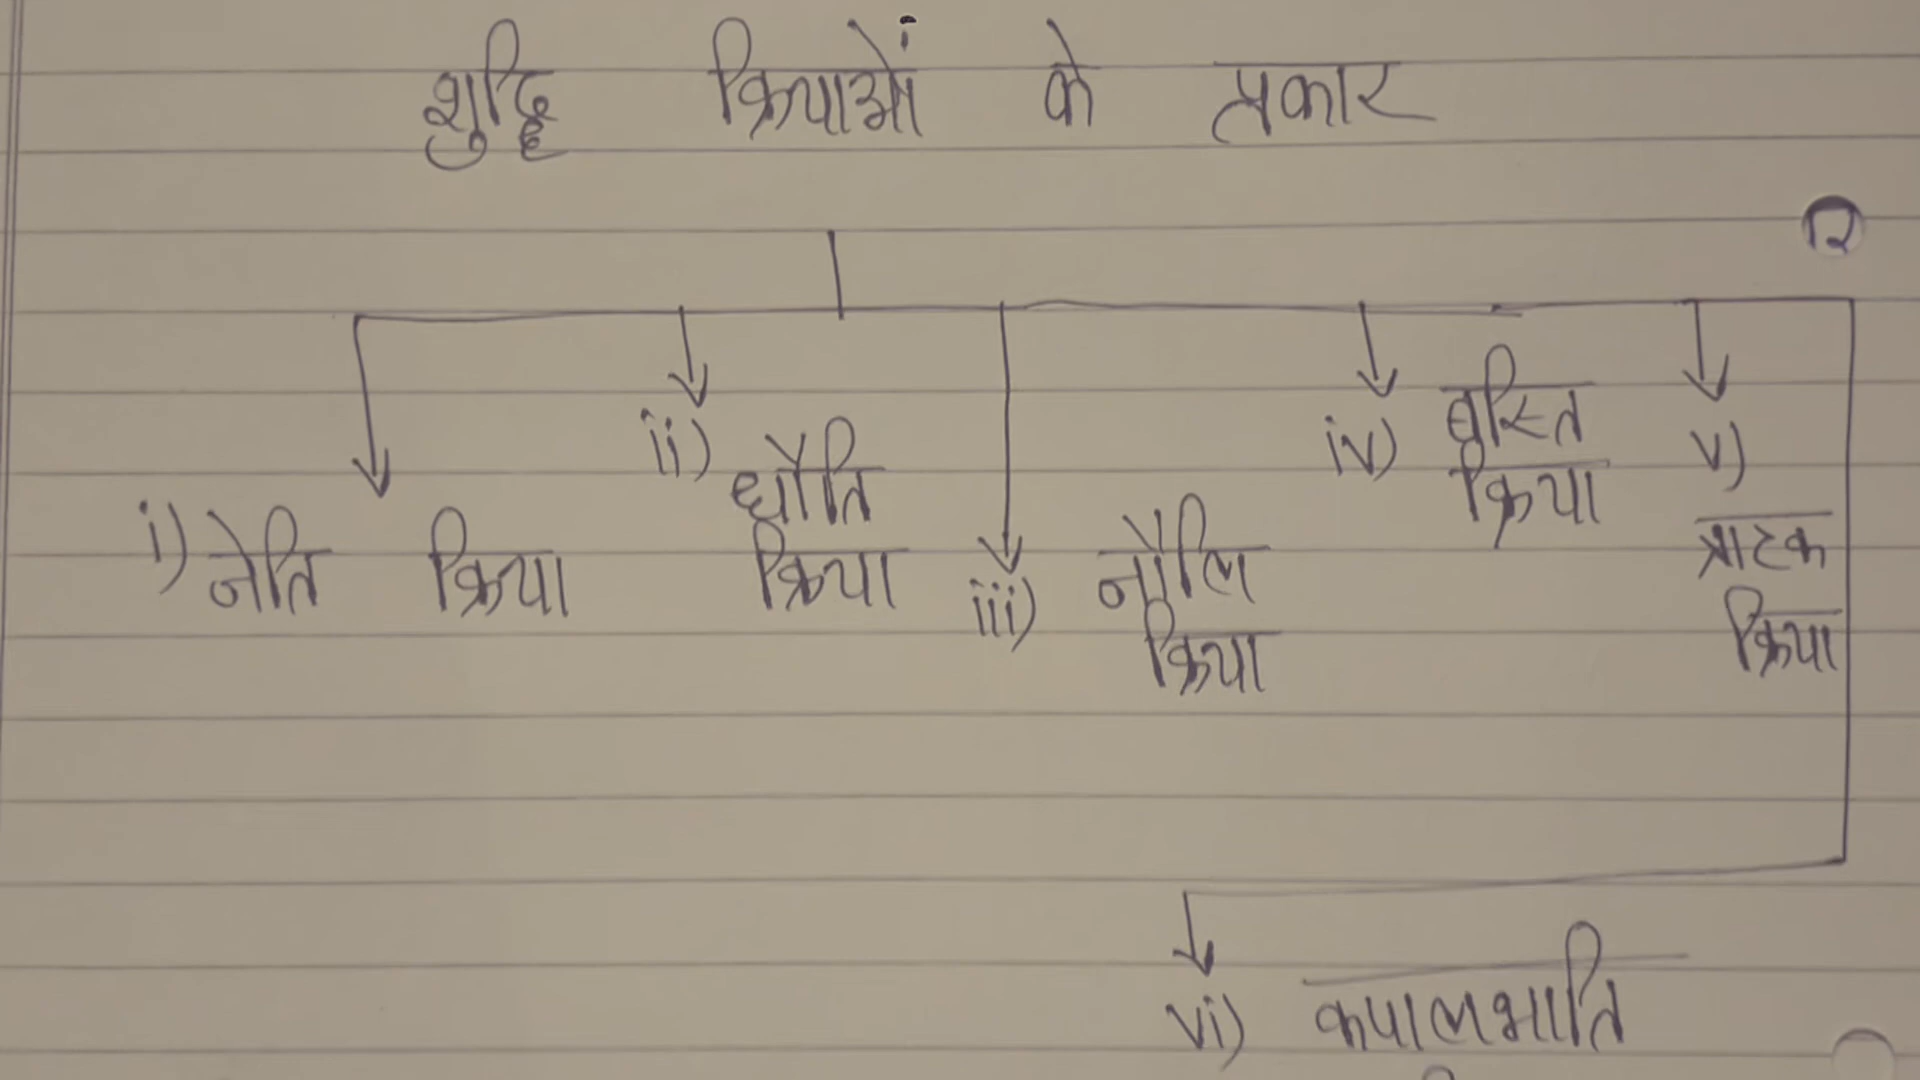 शुद्धि क्रियाओं के प्रकार
i) नेति क्रिया
ii) धौति
क्रिया
iii) नौलि
क्रिया
iv) बस्ति
क्रिया
v)
त्राटक
क्रिया
vi) कपालभाति